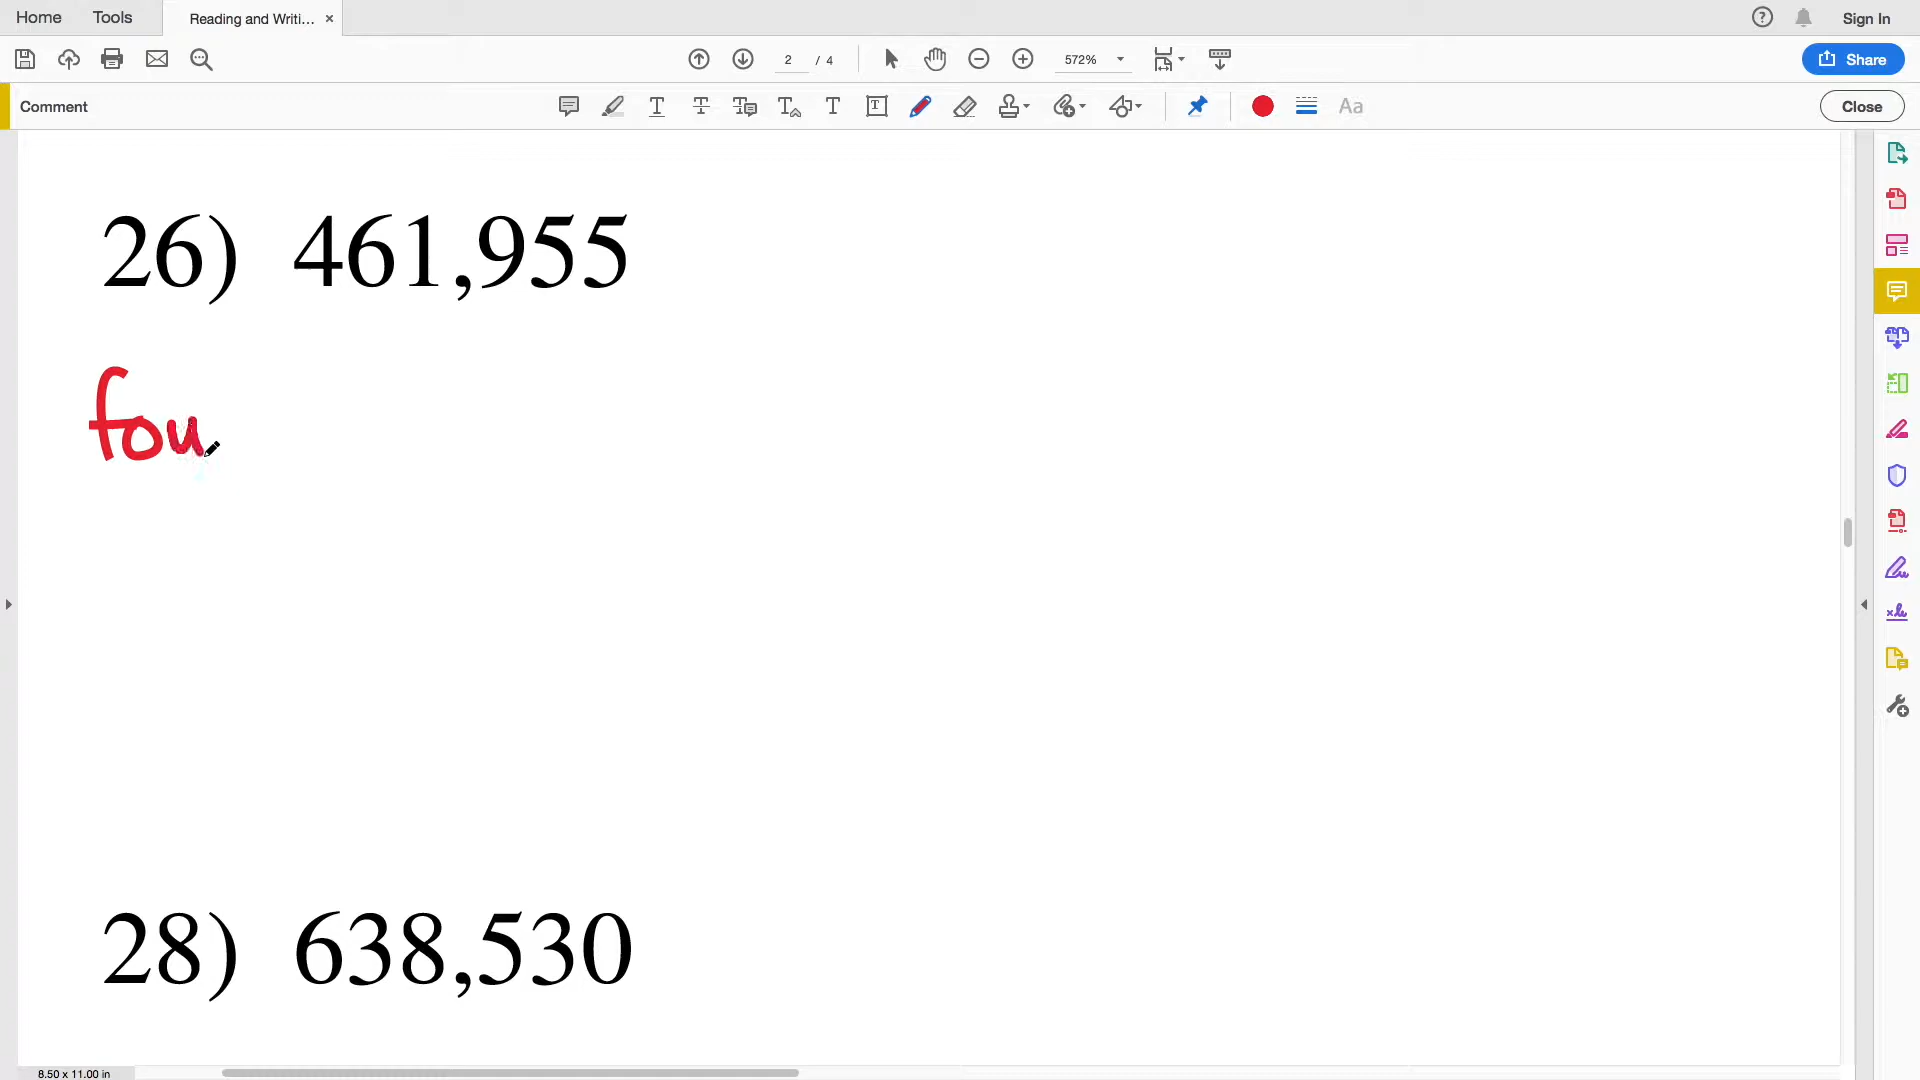 Home Tools Reading and Writi... × Sign In
2 / 4 572% Share
Comment Aa Close
26) 461,955
fou
28) 638,530
8.50 x 11.00 in